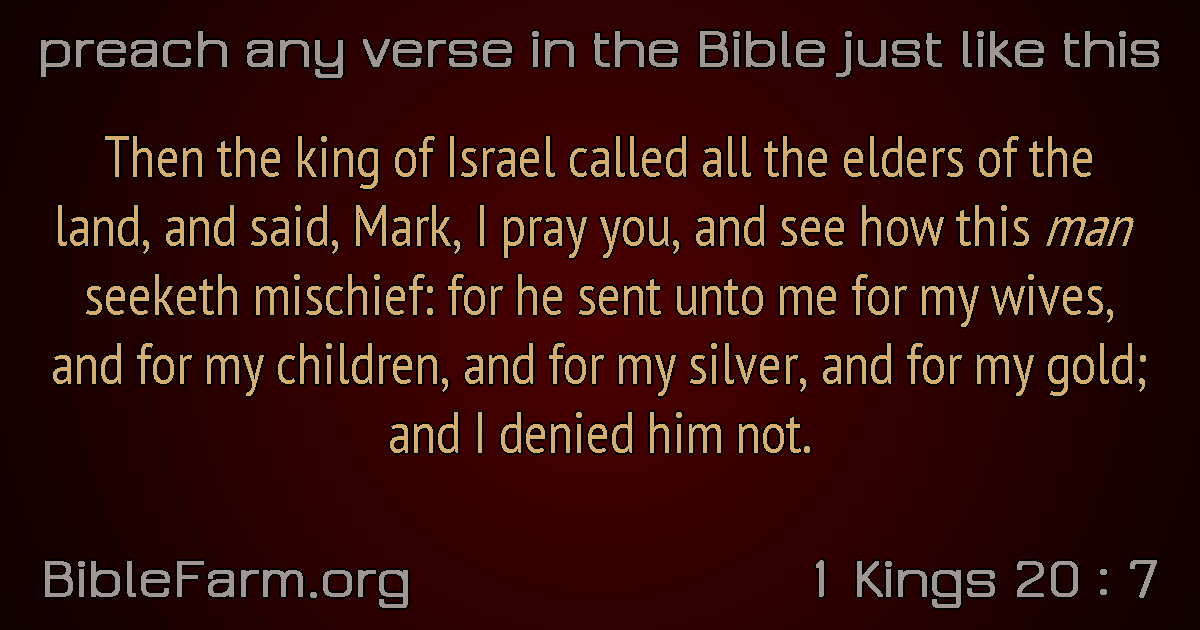 preach any verse in the Bible just like this
Then the king of Israel called all the elders of the
land, and said, Mark, I pray you, and see how this man
seeketh mischief: for he sent unto me for my wives,
and for my children, and for my silver, and for my gold;
and I denied him not.
BibleFarm.org
1 Kings 20 : 7